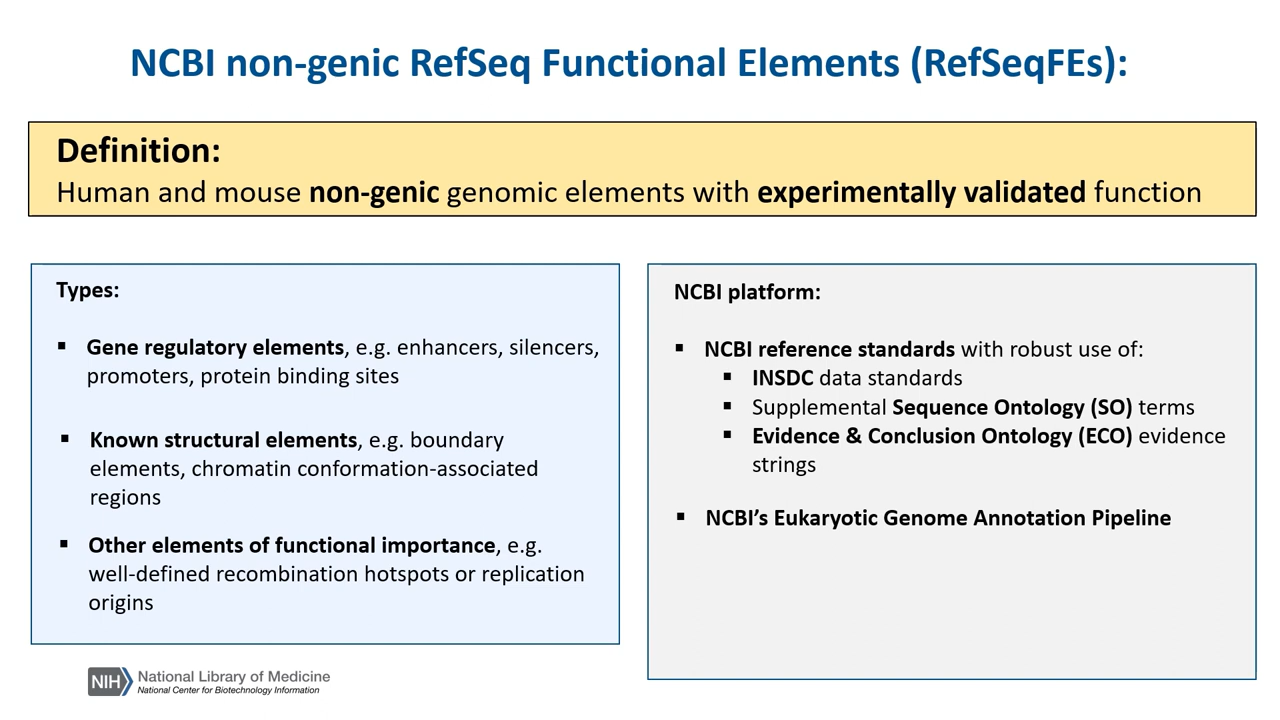 NCBI non-genic RefSeq Functional Elements (RefSeqFEs):
Definition:
Human and mouse non-genic genomic elements with experimentally validated function
Types:
▪ Gene regulatory elements, e.g. enhancers, silencers,
promoters, protein binding sites
▪ Known structural elements, e.g. boundary
elements, chromatin conformation-associated
regions
▪ Other elements of functional importance, e.g.
well-defined recombination hotspots or replication
origins
NCBI platform:
▪ NCBI reference standards with robust use of:
▪ INSDC data standards
▪ Supplemental Sequence Ontology (SO) terms
▪ Evidence & Conclusion Ontology (ECO) evidence
strings
▪ NCBI’s Eukaryotic Genome Annotation Pipeline
NIH National Library of Medicine
National Center for Biotechnology Information